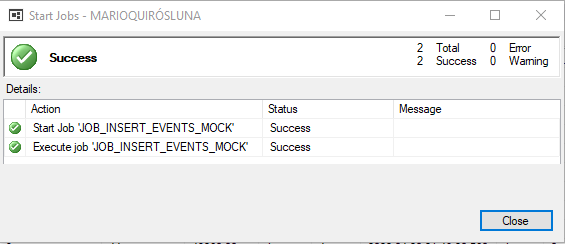 Start Jobs - MARIOQUIRÓSLUNA
Success
2 Total 0 Error
2 Success 0 Warning
Details:
Action Status Message
Start Job 'JOB_INSERT_EVENTS_MOCK' Success
Execute job 'JOB_INSERT_EVENTS_MOCK' Success
Close